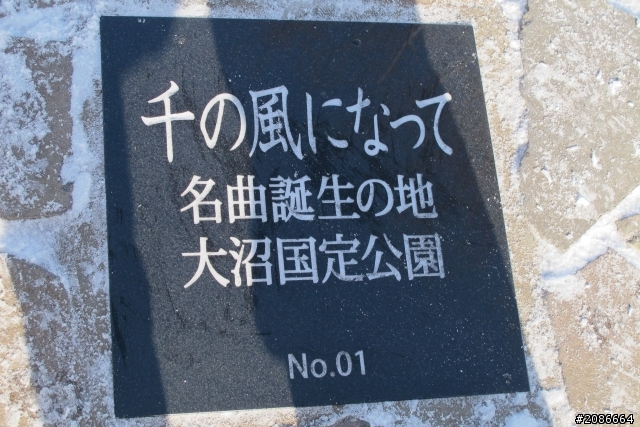 千の風になって
名曲誕生の地
大沼国定公園
No.01
#2086664